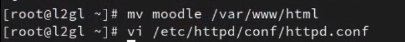 [root@l2gl ~]# mv moodle /var/www/html
[root@l2gl ~]# vi /etc/httpd/conf/httpd.conf